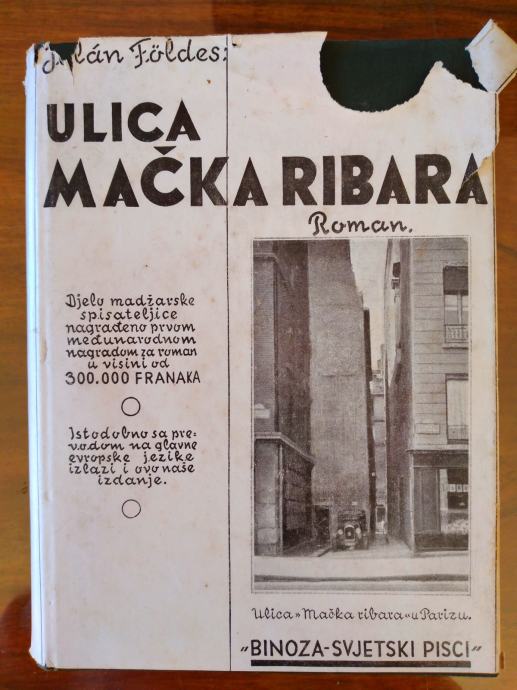 Földes:
ULICA
MAČKA RIBARA
Roman.
Djelo madžarske
spisateljice
nagrađeno prvom
međunarodnom
nagradom za roman
u visini od
300.000 FRANAKA
Istodobno sa pre-
vodom na glavne
evropske jezike
izlazi i ovo naše
izdanje.
Ulica »Mačka ribara« u Parizu.
„BINOZA-SVJETSKI PISCI"